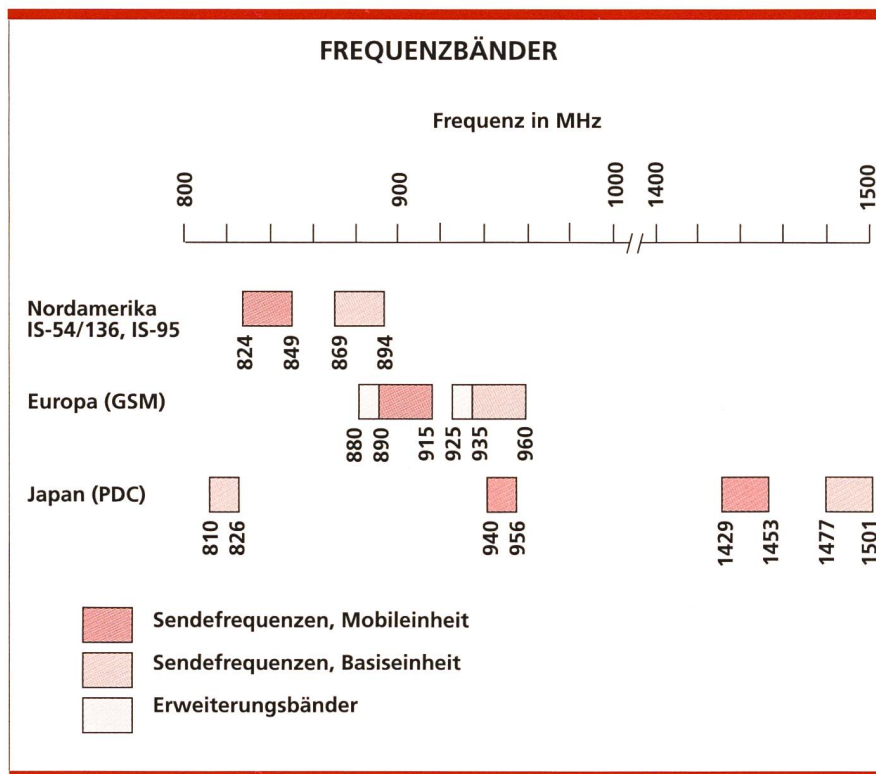 FREQUENZBÄNDER
Frequenz in MHz
800 900 1000 1400 1500
Nordamerika
IS-54/136, IS-95
824 849 869 894
Europa (GSM)
880 890 915 925 935 960
Japan (PDC)
810 826 940 956 1429 1453 1477 1501
Sendefrequenzen, Mobileinheit
Sendefrequenzen, Basiseinheit
Erweiterungsbänder